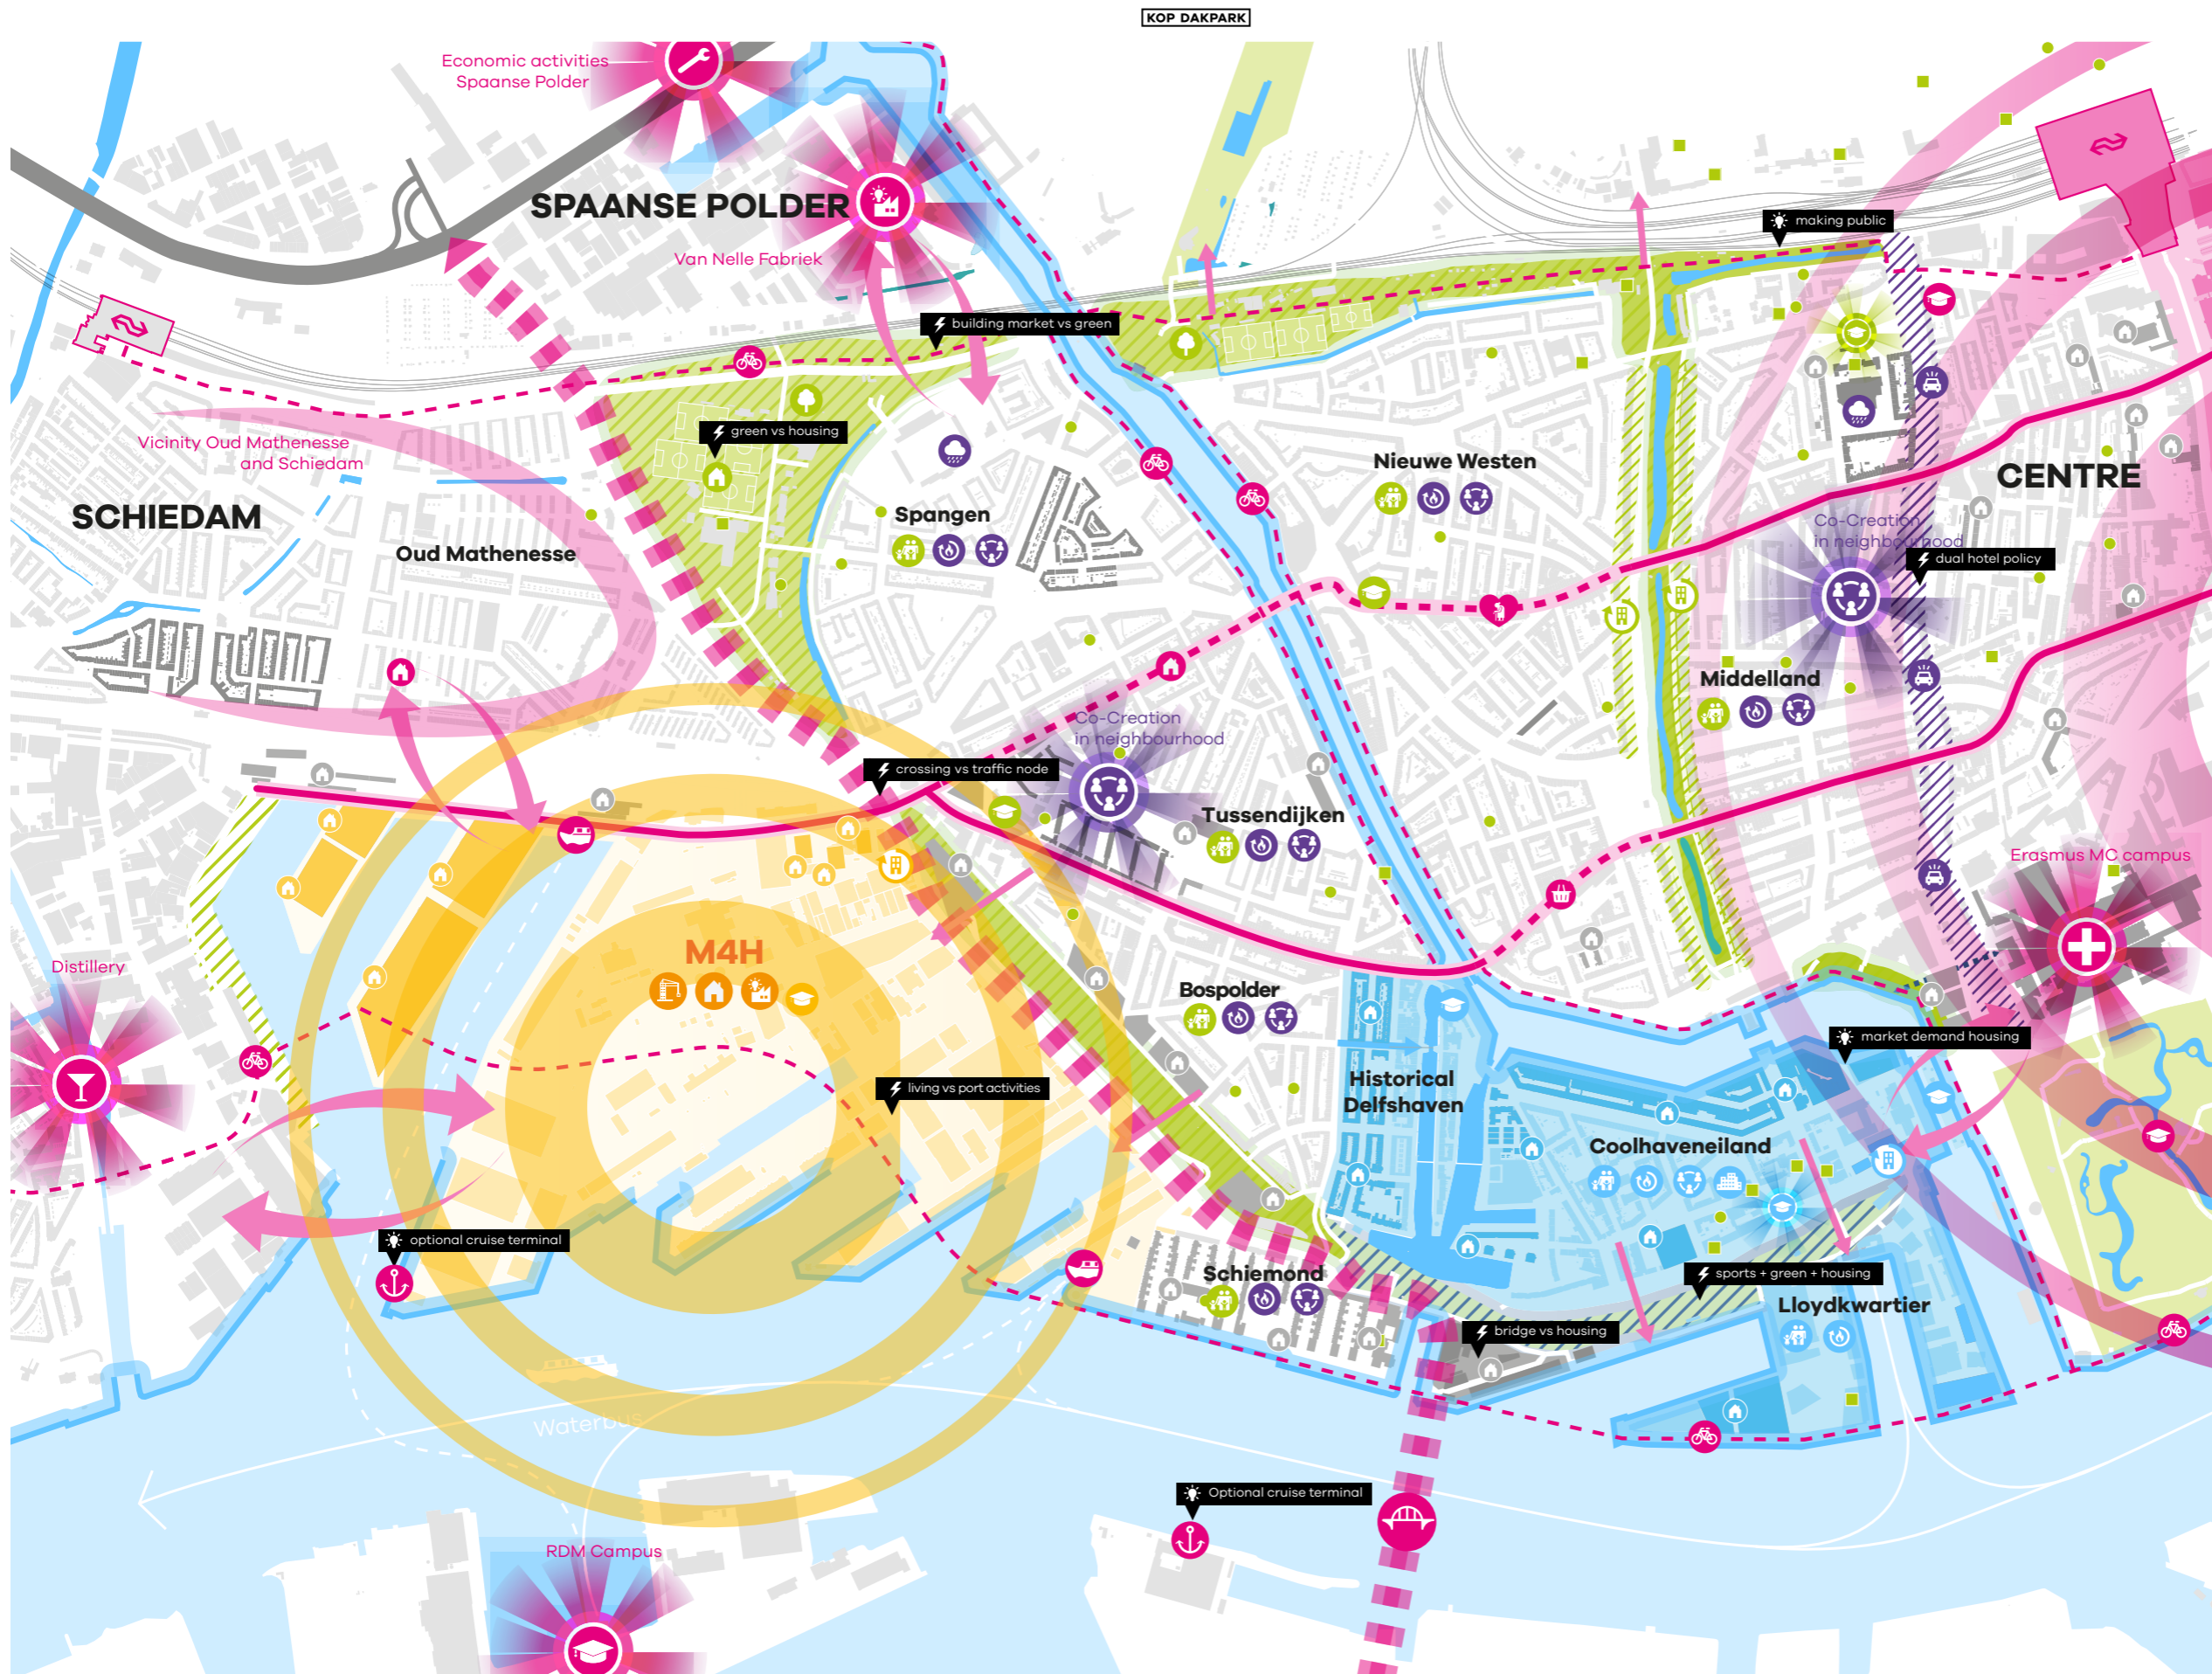 KOP DAKPARK
Economic activities
Spaanse Polder
SPAANSE POLDER
making public
Van Nelle Fabriek
building market vs green
green vs housing
Vicinity Oud Mathenesse
and Schiedam
Nieuwe Westen
CENTRE
SCHIEDAM
Spangen
Co-Creation
in neighbourhood
Oud Mathenesse
dual hotel policy
Middelland
Co-Creation
in neighbourhood
crossing vs traffic node
Tussendijken
Erasmus MC campus
M4H
Distillery
Bospolder
market demand housing
living vs port activities
Historical
Delfshaven
Coolhaveneiland
optional cruise terminal
Schiemond
sports + green + housing
Lloydkwartier
bridge vs housing
Waterbus
Optional cruise terminal
RDM Campus